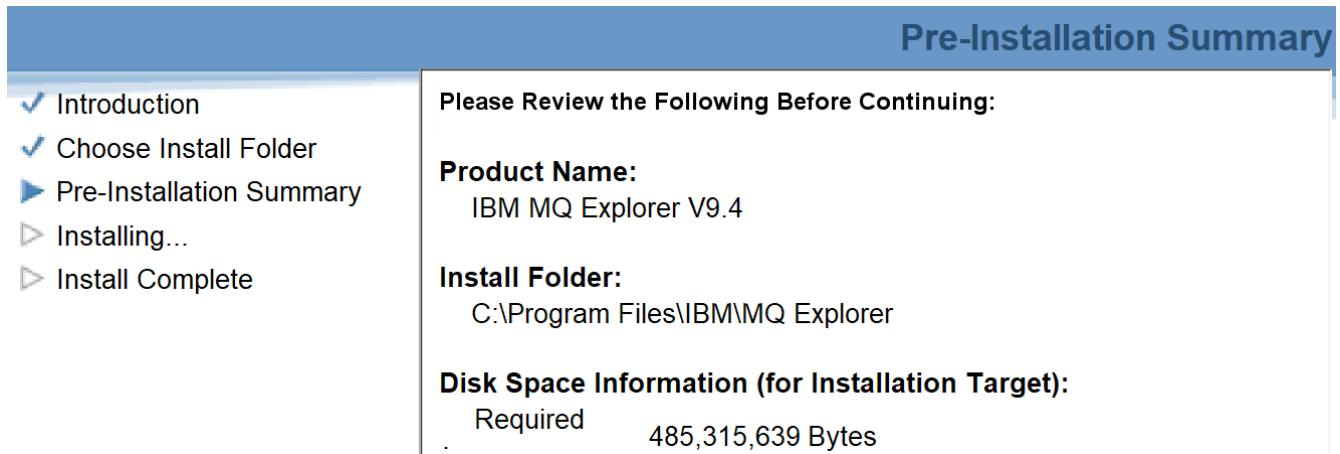 Pre-Installation Summary
Introduction
Choose Install Folder
Pre-Installation Summary
Installing...
Install Complete
Please Review the Following Before Continuing:
Product Name:
IBM MQ Explorer V9.4
Install Folder:
C:\Program Files\IBM\MQ Explorer
Disk Space Information (for Installation Target):
Required
485,315,639 Bytes